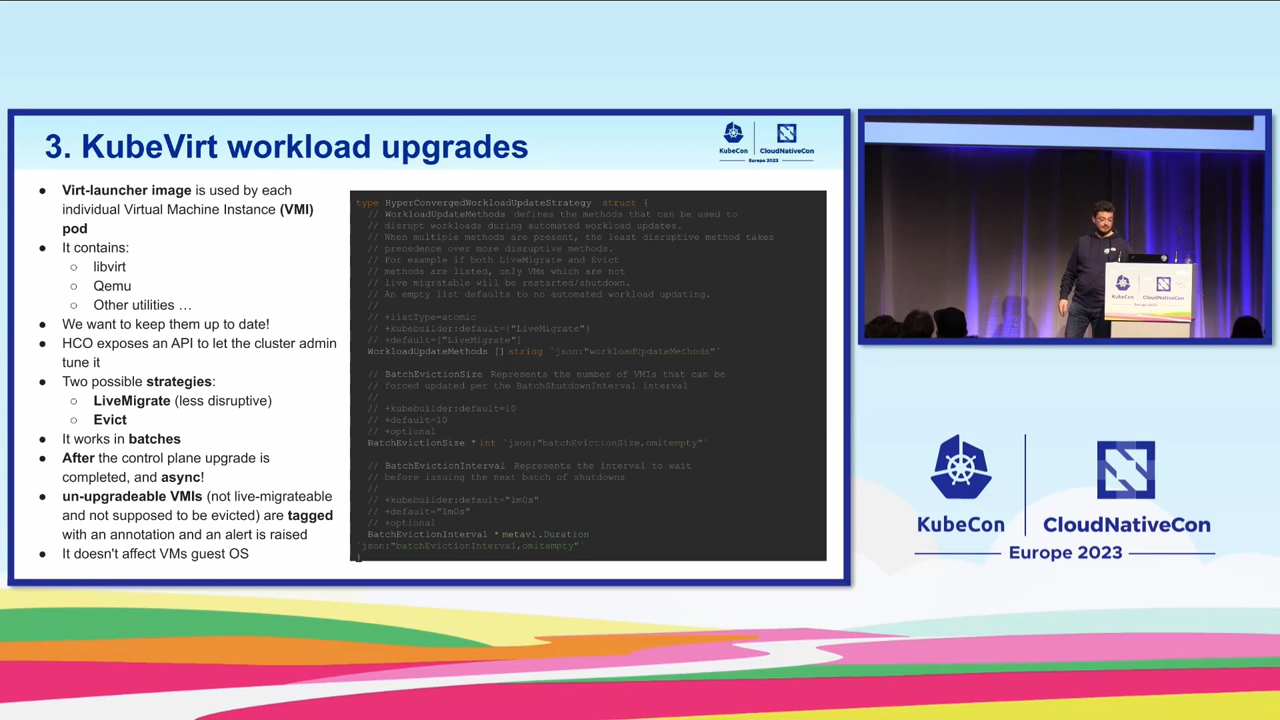 3. KubeVirt workload upgrades
KubeCon
CloudNativeCon
Europe 2023
● Virt-launcher image is used by each
individual Virtual Machine Instance (VMI)
pod
● It contains:
○ libvirt
○ Qemu
○ Other utilities …
● We want to keep them up to date!
● HCO exposes an API to let the cluster admin
tune it
● Two possible strategies:
○ LiveMigrate (less disruptive)
○ Evict
● It works in batches
● After the control plane upgrade is
completed, and async!
● un-upgradeable VMIs (not live-migrateable
and not supposed to be evicted) are tagged
with an annotation and an alert is raised
● It doesn't affect VMs guest OS
type HyperConvergedWorkloadUpdateStrategy struct {
// WorkloadUpdateMethods defines the methods that can be used to
// disrupt workloads during automated workload updates.
// When multiple methods are present, the least disruptive method takes
// precedence over more disruptive methods.
// For example if both LiveMigrate and Evict
// methods are listed, only VMs which are not
// live migratable will be restarted/shutdown.
// An empty list defaults to no automated workload updating.
//
// +listType=atomic
// +kubebuilder:default={"LiveMigrate"}
// +default=["LiveMigrate"]
WorkloadUpdateMethods []string `json:"workloadUpdateMethods"`
// BatchEvictionSize Represents the number of VMIs that can be
// forced updated per the BatchShutdownInterval interval
//
// +kubebuilder:default=10
// +default=10
// +optional
BatchEvictionSize *int `json:"batchEvictionSize,omitempty"`
// BatchEvictionInterval Represents the interval to wait
// before issuing the next batch of shutdowns
//
// +kubebuilder:default="1m0s"
// +default="1m0s"
// +optional
BatchEvictionInterval *metav1.Duration
`json:"batchEvictionInterval,omitempty"`
}
KubeCon
CloudNativeCon
Europe 2023
KubeCon
CloudNativeCon
Europe 2023